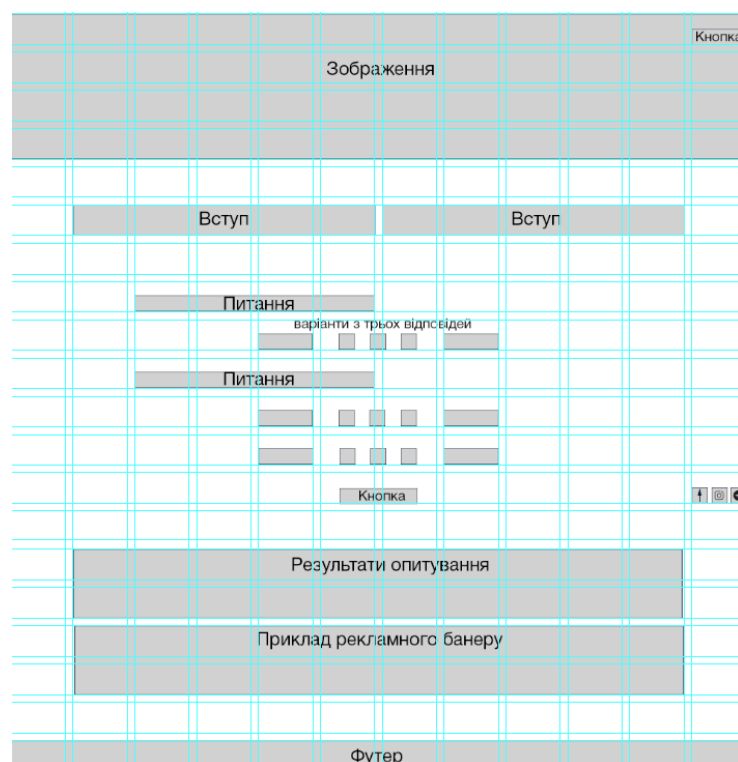 Кнопка
Зображення
Вступ
Вступ
Питання
варіанти з трьох відповідей
Питання
Кнопка
Результати опитування
Приклад рекламного банеру
Футер